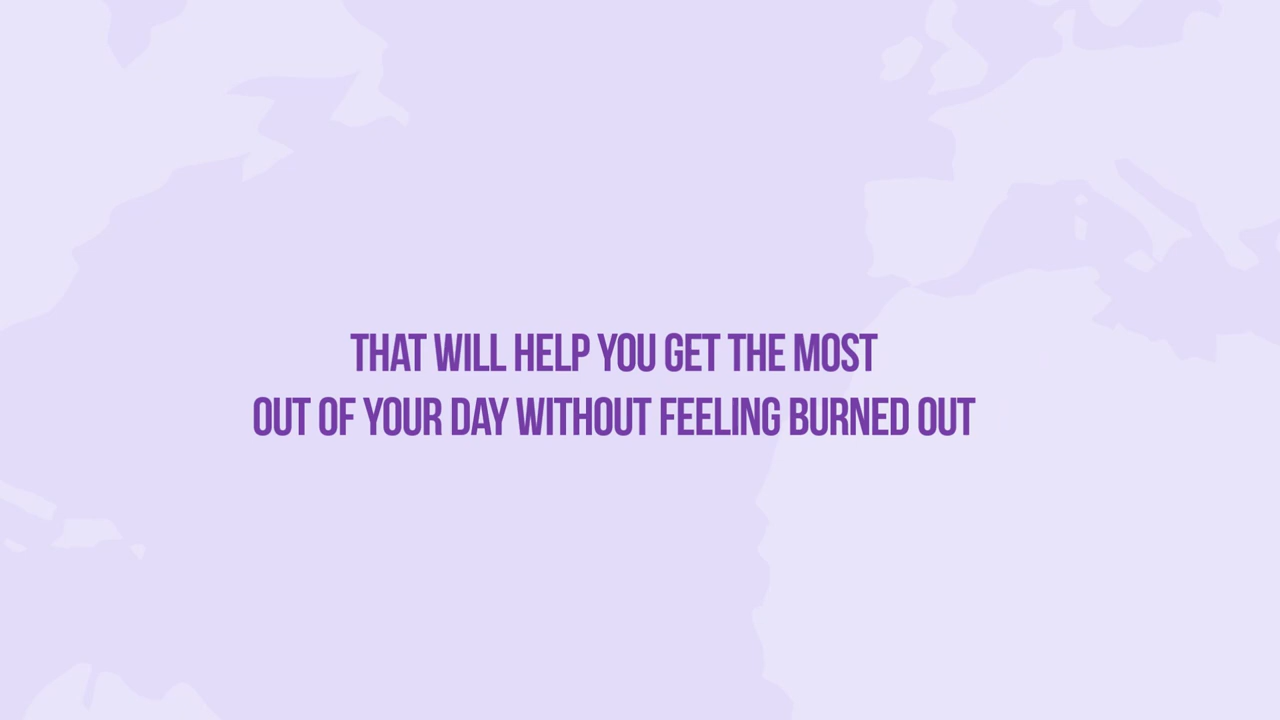 THAT WILL HELP YOU GET THE MOST
OUT OF YOUR DAY WITHOUT FEELING BURNED OUT